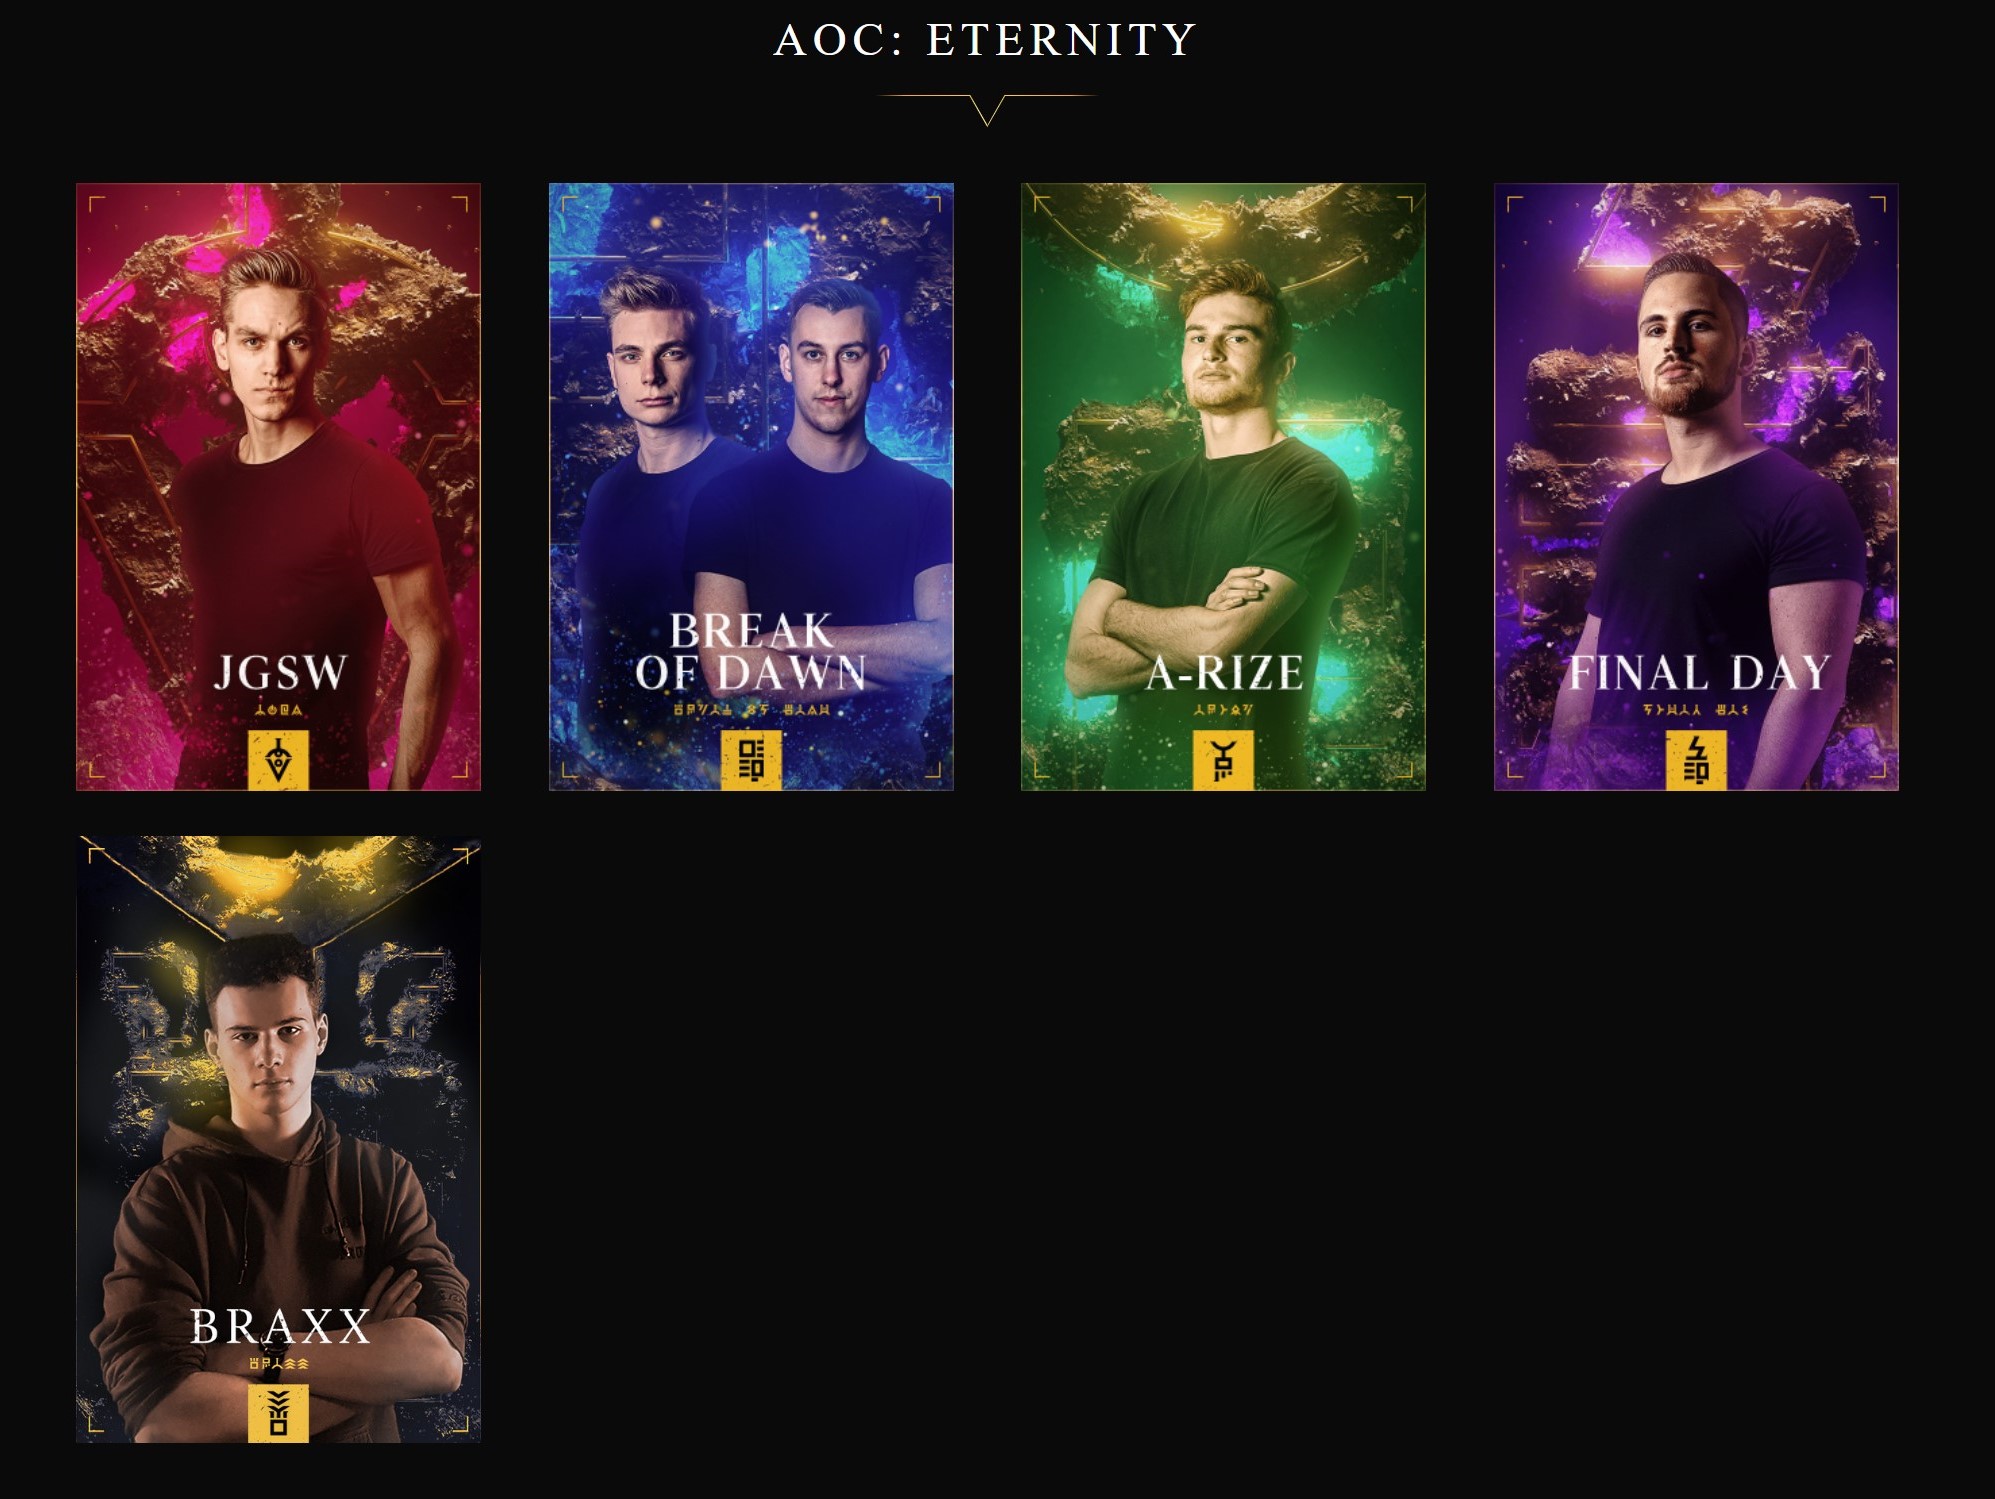 AOC: ETERNITY
JGSW
BREAK
OF DAWN
A-RIZE
FINAL DAY
BRAXX